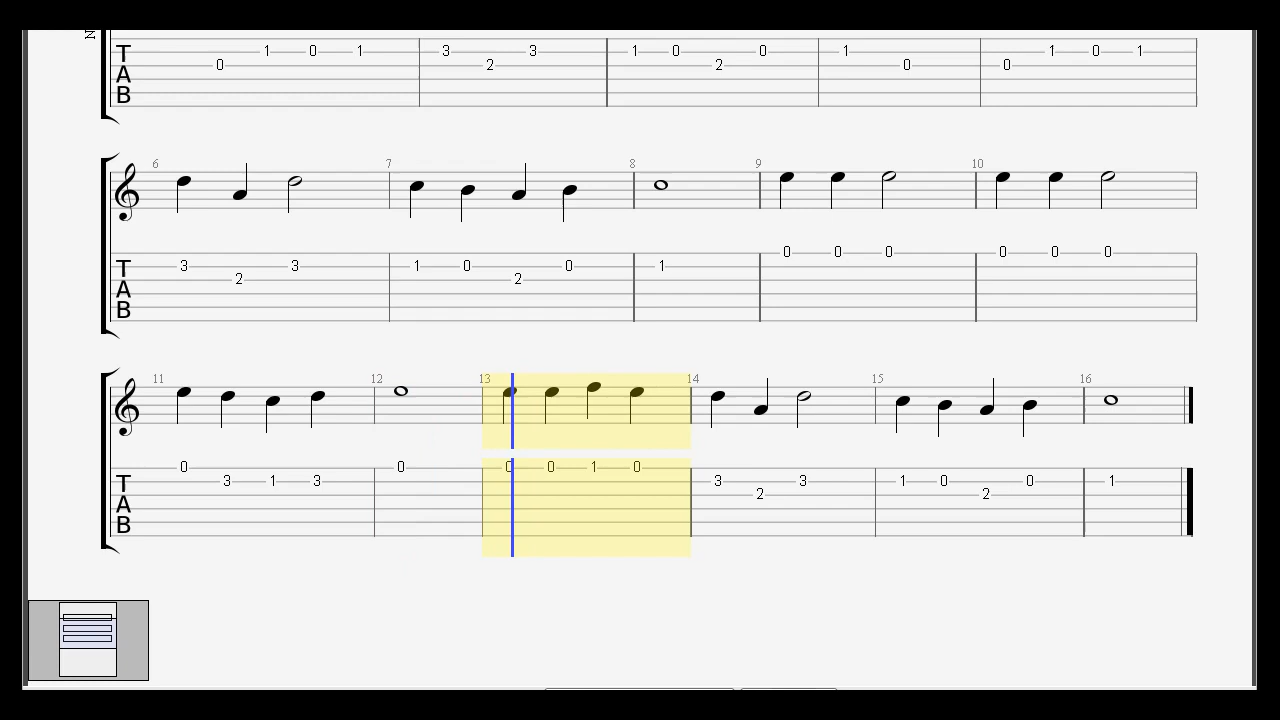 N
T 1 0 1 3 3 1 0 0 1 1 0 1
A 0 2 2 0 0
B
6 7 8 9 10
0 0 0 0 0 0
T 3 3 1 0 0 1
A 2 2
B
11 12 13 14 15 16
0 0 0 0 1 0
T 3 1 3 3 3 1 0 0 1
A 2 2
B